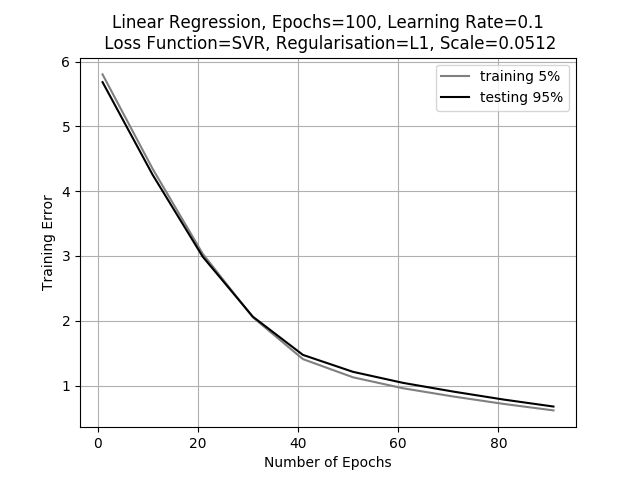 Linear Regression, Epochs=100, Learning Rate=0.1
Loss Function=SVR, Regularisation=L1, Scale=0.0512
6
5
4
3
2
1
Training Error
training 5%
testing 95%
0 20 40 60 80
Number of Epochs